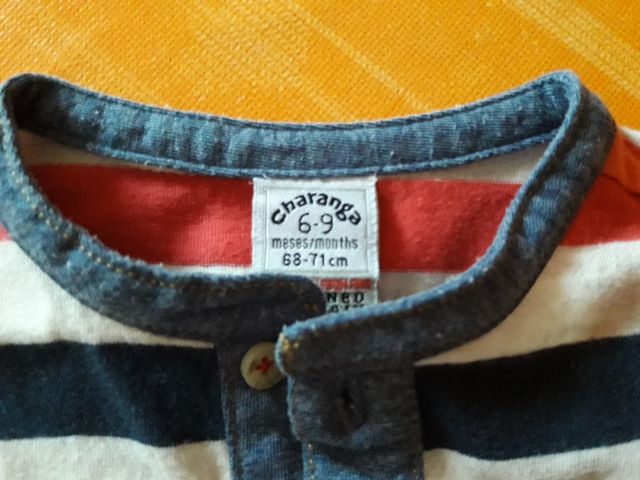 Charanga
6-9
meses/months
68-71cm